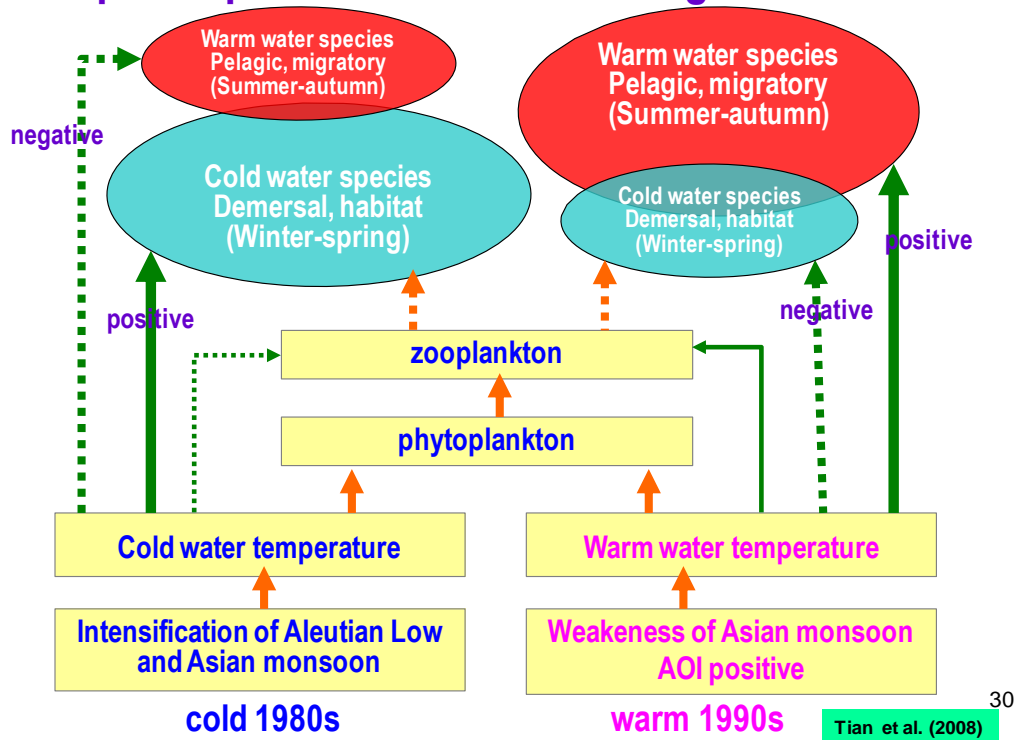 Warm water species
Pelagic, migratory
(Summer-autumn)
Warm water species
Pelagic, migratory
(Summer-autumn)
negative
Cold water species
Demersal, habitat
(Winter-spring)
Cold water species
Demersal, habitat
(Winter-spring)
positive
positive
negative
zooplankton
phytoplankton
Cold water temperature
Warm water temperature
Intensification of Aleutian Low
and Asian monsoon
Weakeness of Asian monsoon
AOI positive
cold 1980s
warm 1990s
30
Tian et al. (2008)